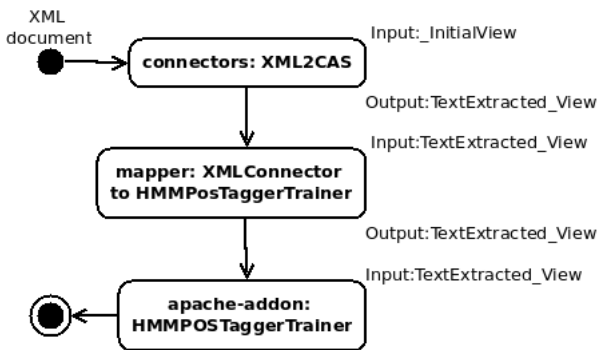 XML
document
Input:_InitialView
connectors: XML2CAS
Output:TextExtracted_View
Input:TextExtracted_View
mapper: XMLConnector
to HMMPosTaggerTrainer
Output:TextExtracted_View
Input:TextExtracted_View
apache-addon:
HMMPOSTaggerTrainer